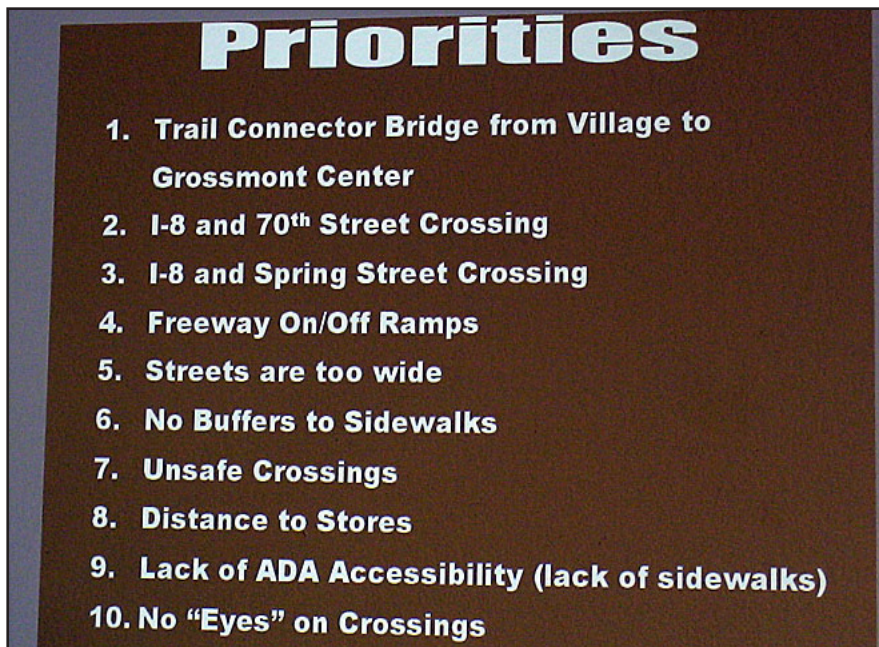 Priorities
1. Trail Connector Bridge from Village to
Grossmont Center
2. I-8 and 70th Street Crossing
3. I-8 and Spring Street Crossing
4. Freeway On/Off Ramps
5. Streets are too wide
6. No Buffers to Sidewalks
7. Unsafe Crossings
8. Distance to Stores
9. Lack of ADA Accessibility (lack of sidewalks)
10. No “Eyes” on Crossings